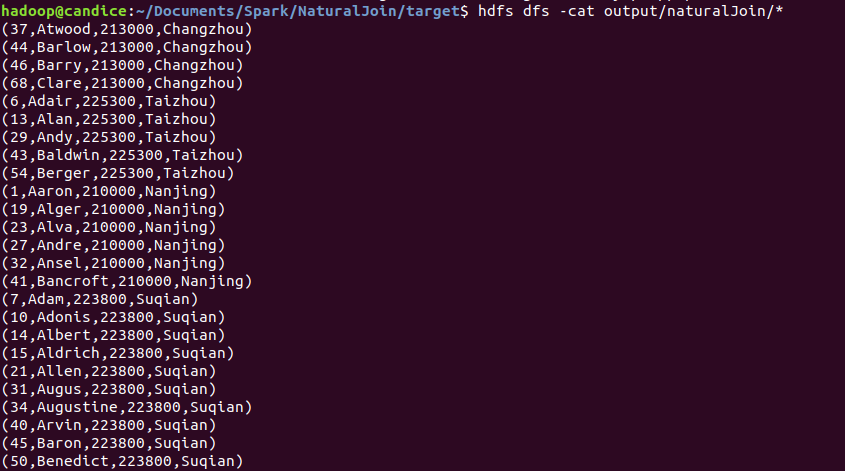 hadoop@candice:~/Documents/Spark/NaturalJoin/target$ hdfs dfs -cat output/naturalJoin/*
(37,Atwood,213000,Changzhou)
(44,Barlow,213000,Changzhou)
(46,Barry,213000,Changzhou)
(68,Clare,213000,Changzhou)
(6,Adair,225300,Taizhou)
(13,Alan,225300,Taizhou)
(29,Andy,225300,Taizhou)
(43,Baldwin,225300,Taizhou)
(54,Berger,225300,Taizhou)
(1,Aaron,210000,Nanjing)
(19,Alger,210000,Nanjing)
(23,Alva,210000,Nanjing)
(27,Andre,210000,Nanjing)
(32,Ansel,210000,Nanjing)
(41,Bancroft,210000,Nanjing)
(7,Adam,223800,Suqian)
(10,Adonis,223800,Suqian)
(14,Albert,223800,Suqian)
(15,Aldrich,223800,Suqian)
(21,Allen,223800,Suqian)
(31,Augus,223800,Suqian)
(34,Augustine,223800,Suqian)
(40,Arvin,223800,Suqian)
(45,Baron,223800,Suqian)
(50,Benedict,223800,Suqian)